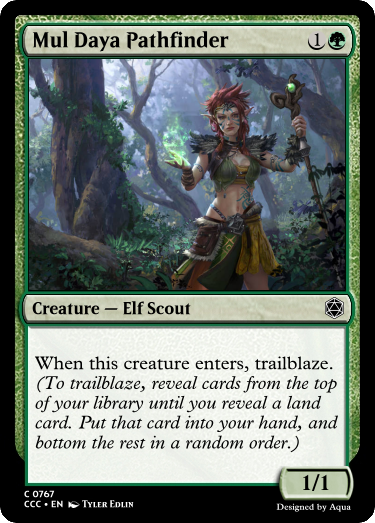 Mul Daya Pathfinder 1
Creature — Elf Scout
When this creature enters, trailblaze.
(To trailblaze, reveal cards from the top
of your library until you reveal a land
card. Put that card into your hand, and
bottom the rest in a random order.)
1/1
C 0767
CCC • EN Tyler Edlin
Designed by Aqua